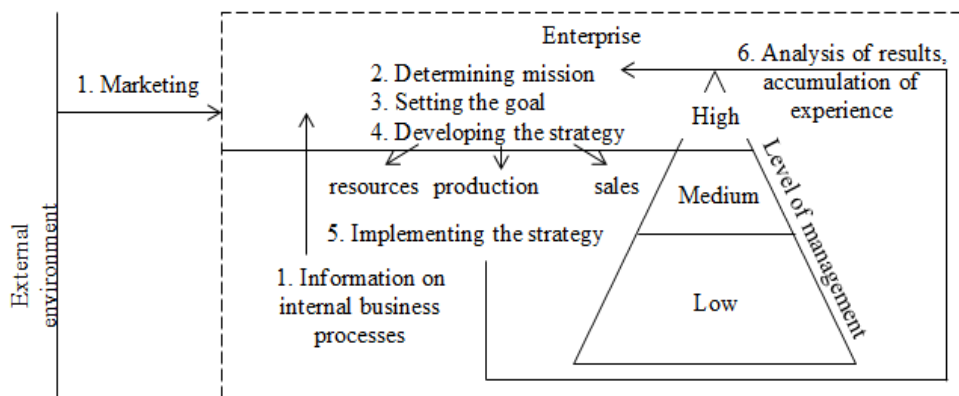 Enterprise
1. Marketing
2. Determining mission
3. Setting the goal
4. Developing the strategy
6. Analysis of results,
accumulation of
experience
High
resources production sales
Medium
5. Implementing the strategy
1. Information on
internal business
processes
Low
Level of management
External
environment